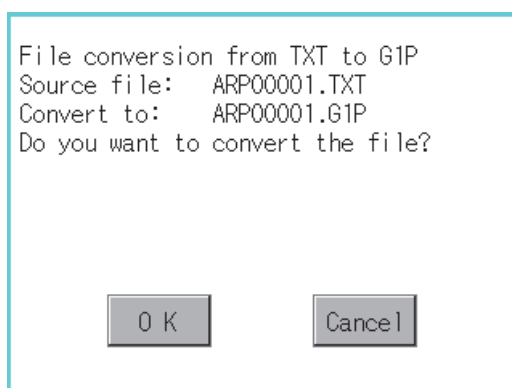 File conversion from TXT to G1P
Source file: ARP00001.TXT
Convert to: ARP00001.G1P
Do you want to convert the file?
O K
Cancel